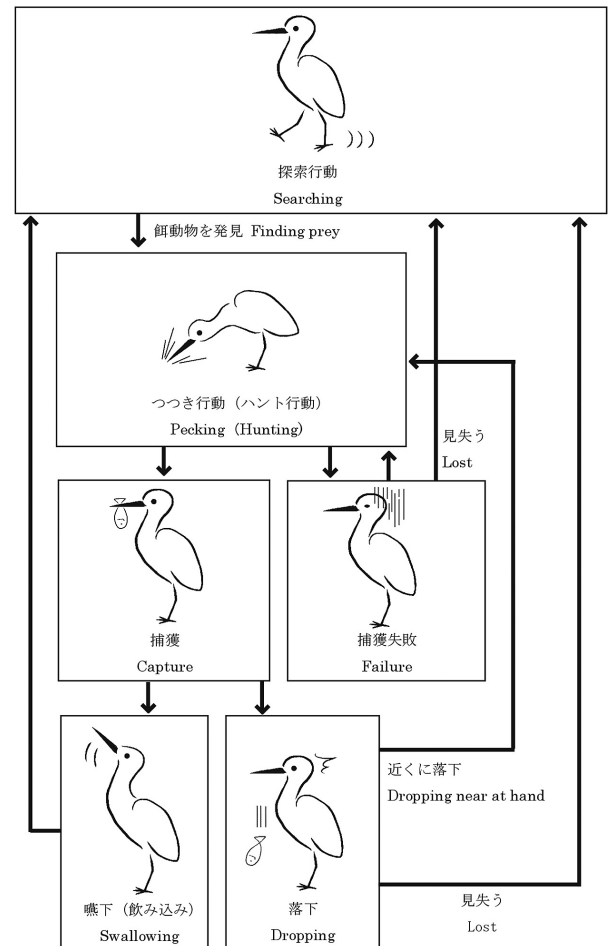 探索行動
Searching
餌動物を発見 Finding prey
つつき行動（ハント行動）
Pecking (Hunting)
見失う
Lost
捕獲
Capture
捕獲失敗
Failure
近くに落下
Dropping near at hand
嚥下（飲み込み）
Swallowing
落下
Dropping
見失う
Lost